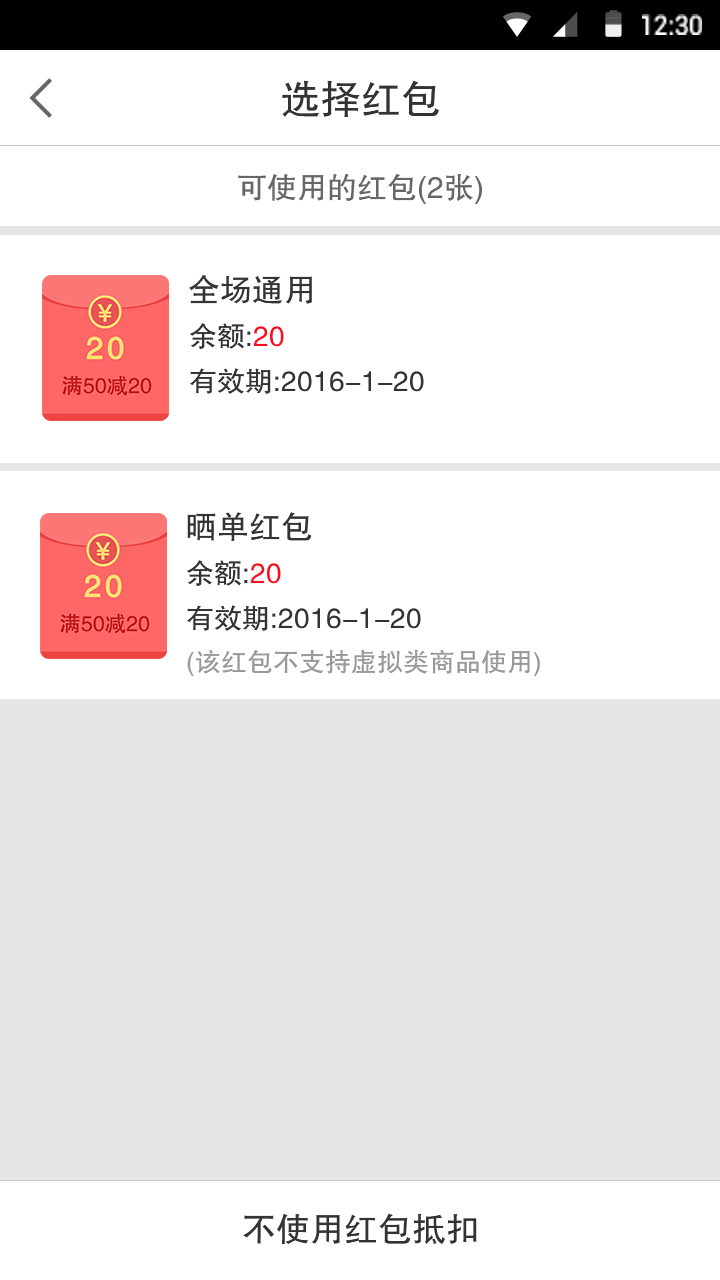 12:30
选择红包
可使用的红包(2张)
¥
20
满50减20
全场通用
余额:20
有效期:2016-1-20
¥
20
满50减20
晒单红包
余额:20
有效期:2016-1-20
(该红包不支持虚拟类商品使用)
不使用红包抵扣